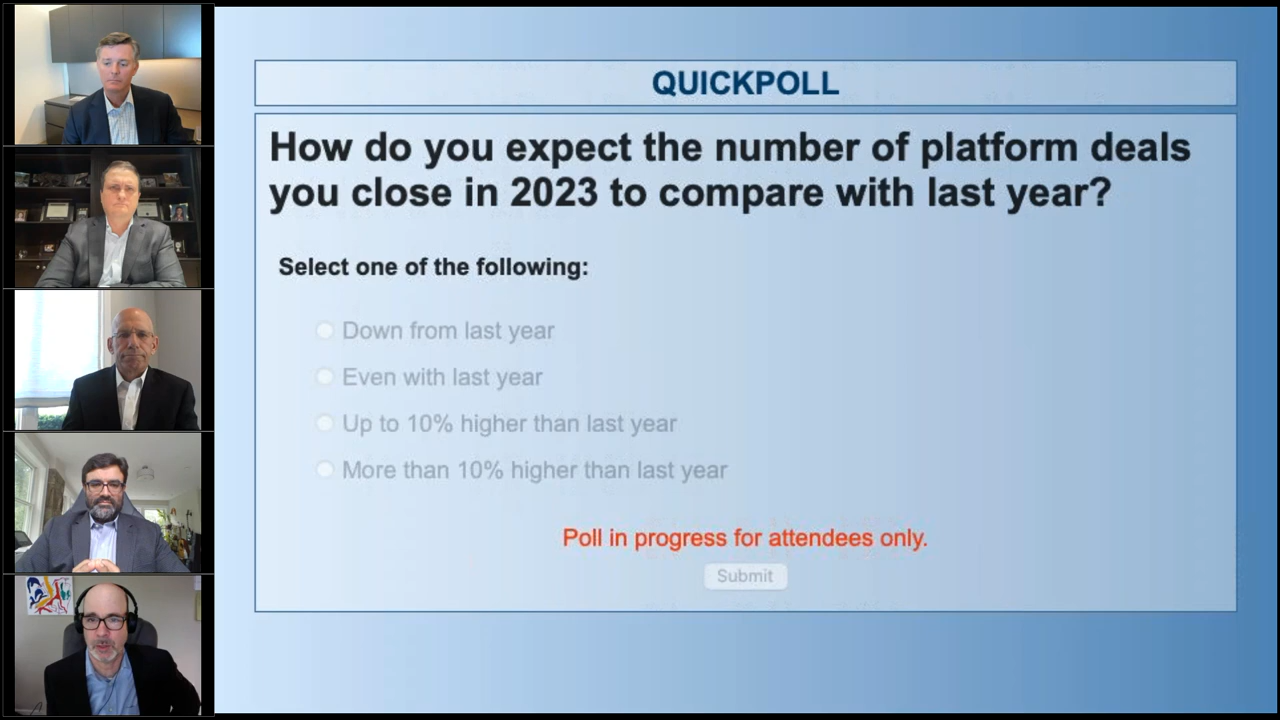 QUICKPOLL
How do you expect the number of platform deals
you close in 2023 to compare with last year?
Select one of the following:
Down from last year
Even with last year
Up to 10% higher than last year
More than 10% higher than last year
Poll in progress for attendees only.
Submit